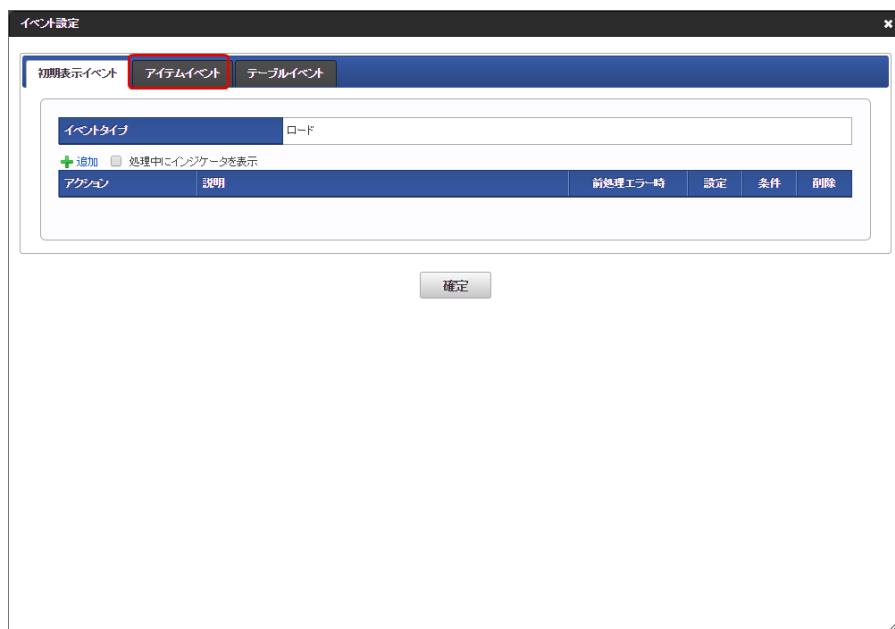 イベント設定
初期表示イベント アイテムイベント テーブルイベント
イベントタイプ ロード
追加 処理中にインジケータを表示
アクション 説明 前処理エラー時 設定 条件 削除
確定